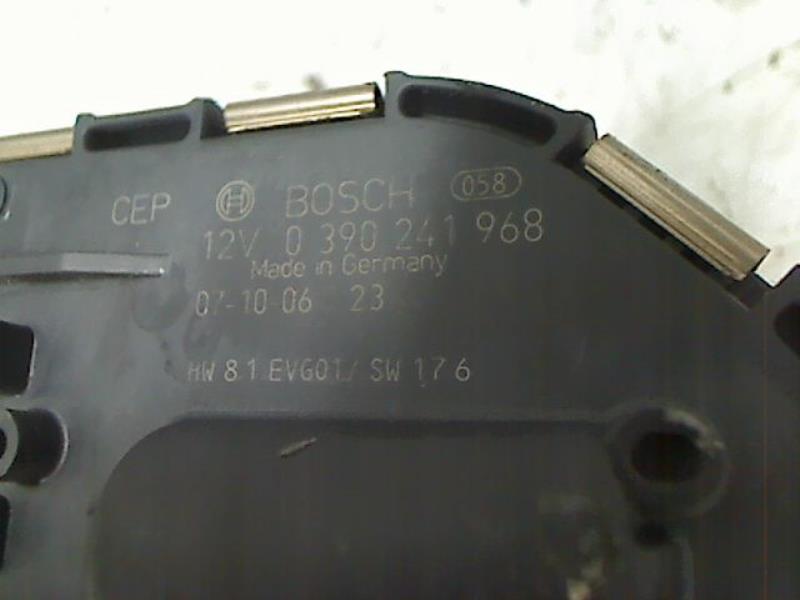 CEP BOSCH 058
12V 0 390 241 968
Made in Germany
07-10-06 23
HW 8.1 EVG01/ SW 17 6